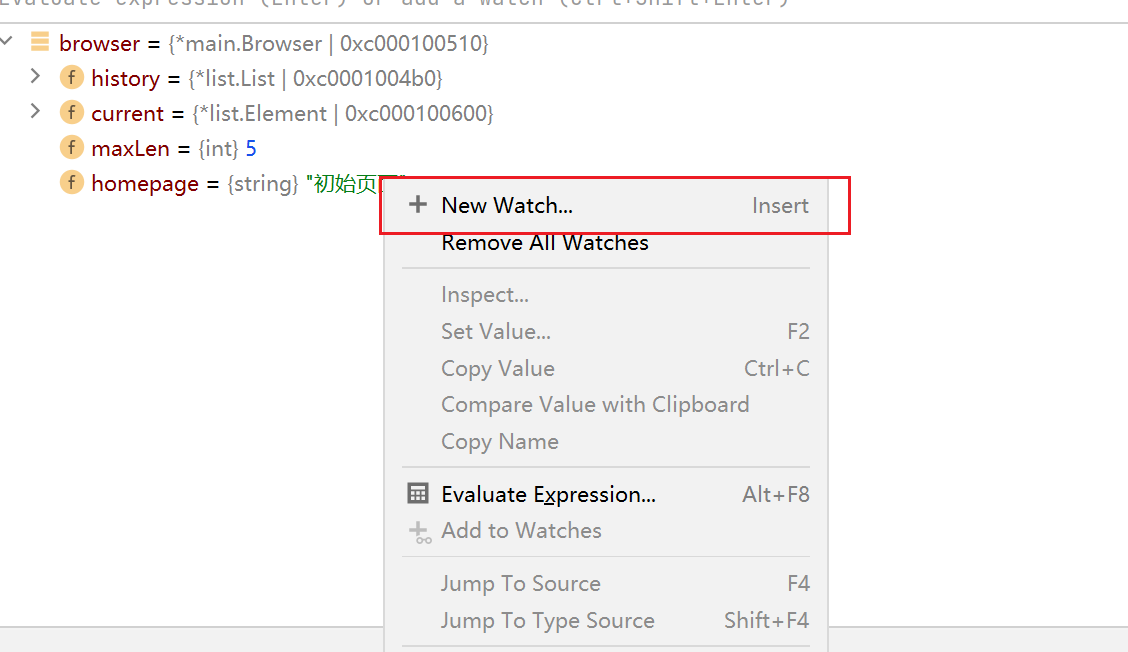 Evaluate expression (Enter) or add a watch (Ctrl+Shift+Enter)
browser = {*main.Browser | 0xc000100510}
history = {*list.List | 0xc0001004b0}
current = {*list.Element | 0xc000100600}
maxLen = {int} 5
homepage = {string} "初始页
New Watch... Insert
Remove All Watches
Inspect...
Set Value... F2
Copy Value Ctrl+C
Compare Value with Clipboard
Copy Name
Evaluate Expression... Alt+F8
Add to Watches
Jump To Source F4
Jump To Type Source Shift+F4